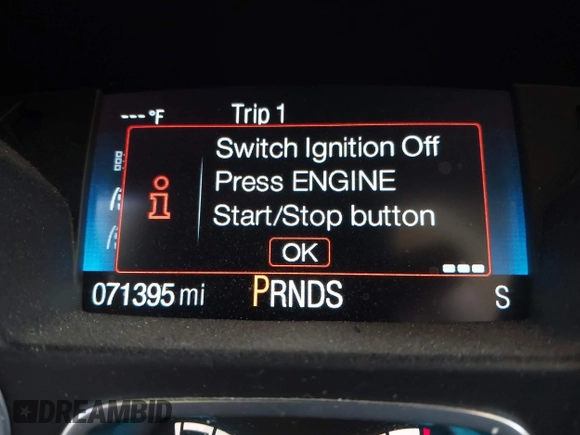 --- °F Trip 1
Switch Ignition Off
Press ENGINE
Start/Stop button
OK
071395 mi PRNDS S
DREAMBID